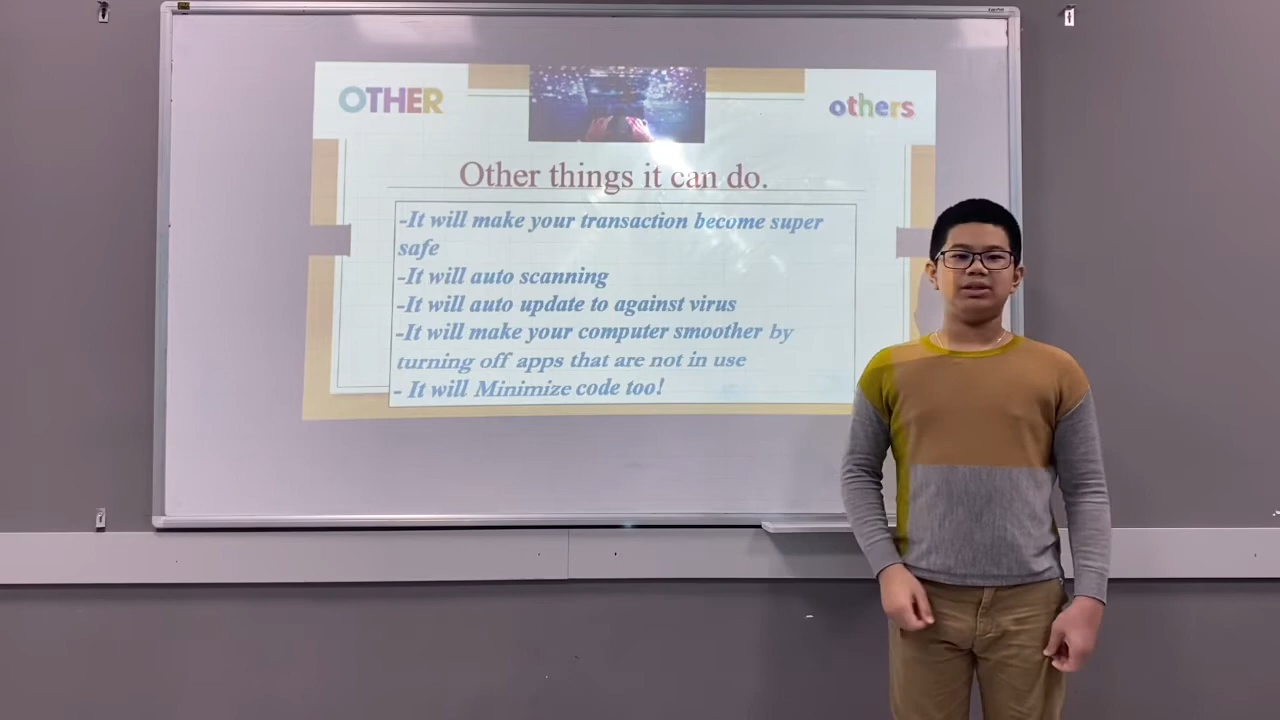 OTHER
others
Other things it can do.
-It will make your transaction become super
safe
-It will auto scanning
-It will auto update to against virus
-It will make your computer smoother by
turning off apps that are not in use
- It will Minimize code too!